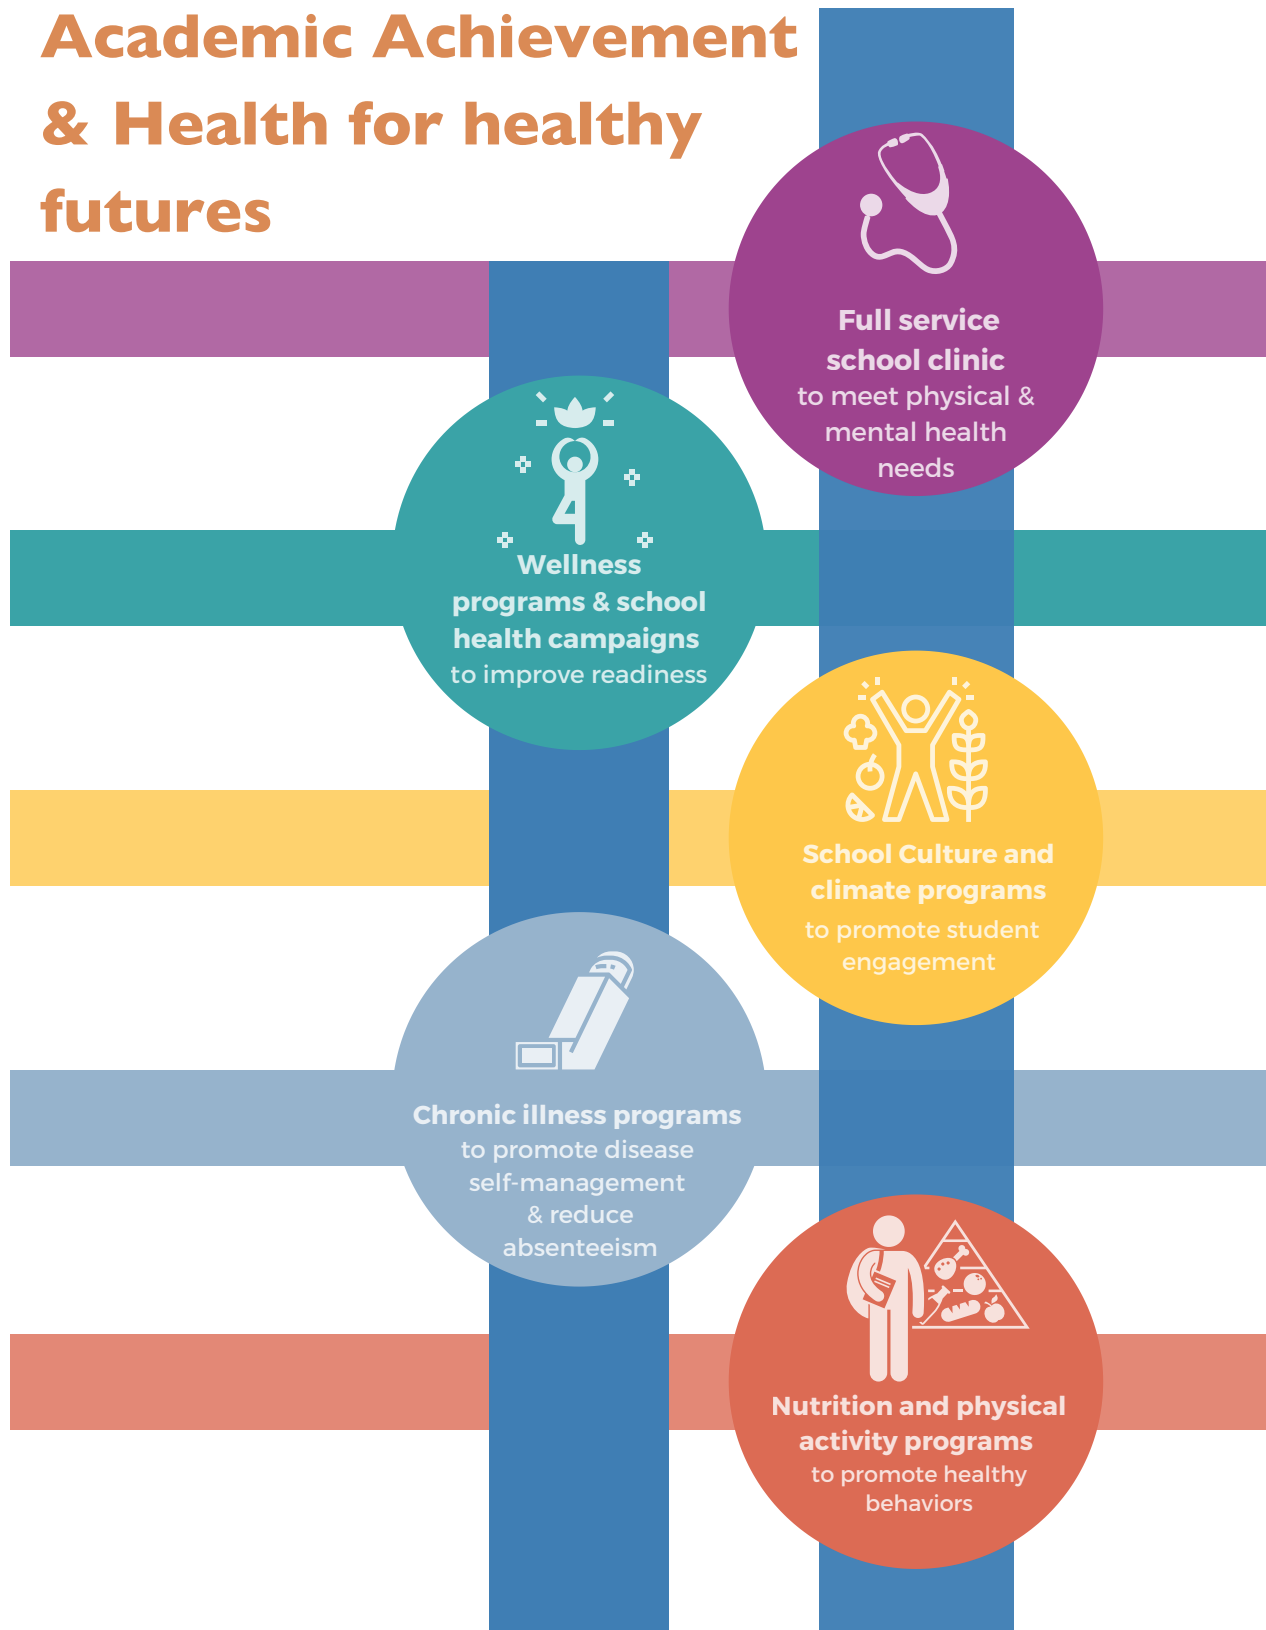 Academic Achievement
& Health for healthy
futures
Full service
school clinic
to meet physical &
mental health
needs
Wellness
programs & school
health campaigns
to improve readiness
School Culture and
climate programs
to promote student
engagement
Chronic illness programs
to promote disease
self-management
& reduce
absenteeism
Nutrition and physical
activity programs
to promote healthy
behaviors